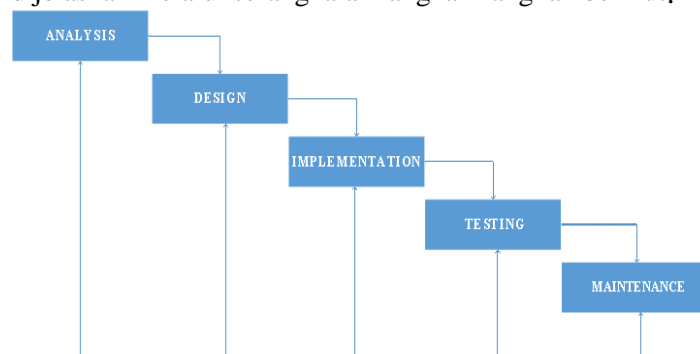 ANALYSIS
DESIGN
IMPLEMENTATION
TESTING
MAINTENANCE